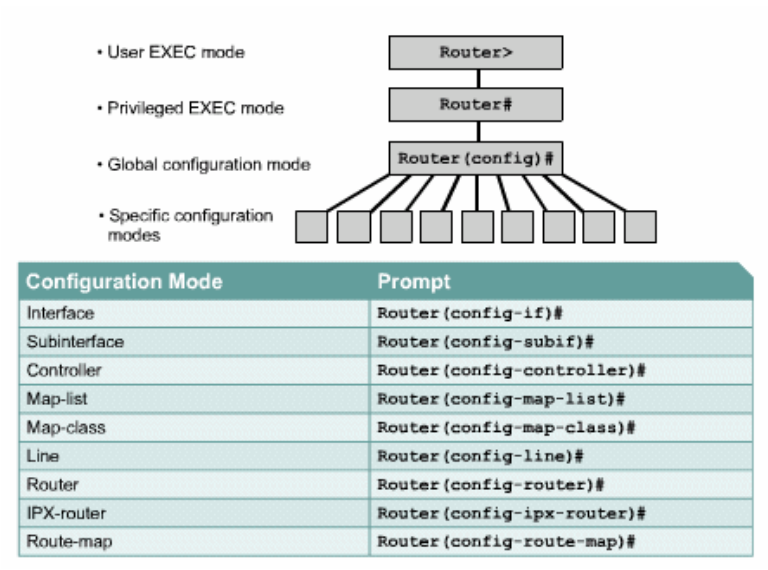 • User EXEC mode
Router>
• Privileged EXEC mode
Router#
• Global configuration mode
Router(config)#
• Specific configuration
modes
Configuration Mode Prompt
Interface Router(config-if)#
Subinterface Router(config-subif)#
Controller Router(config-controller)#
Map-list Router(config-map-list)#
Map-class Router(config-map-class)#
Line Router(config-line)#
Router Router(config-router)#
IPX-router Router(config-ipx-router)#
Route-map Router(config-route-map)#